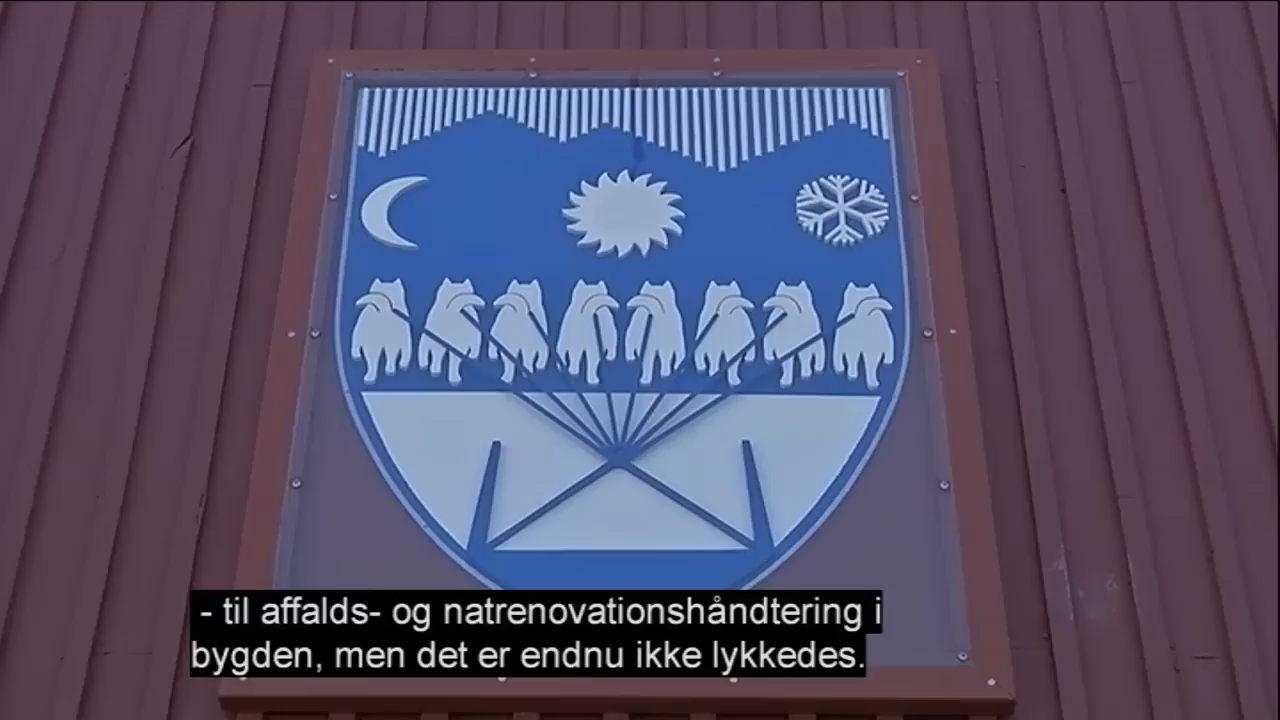 - til affalds- og natrenovationshåndtering i
bygden, men det er endnu ikke lykkedes.